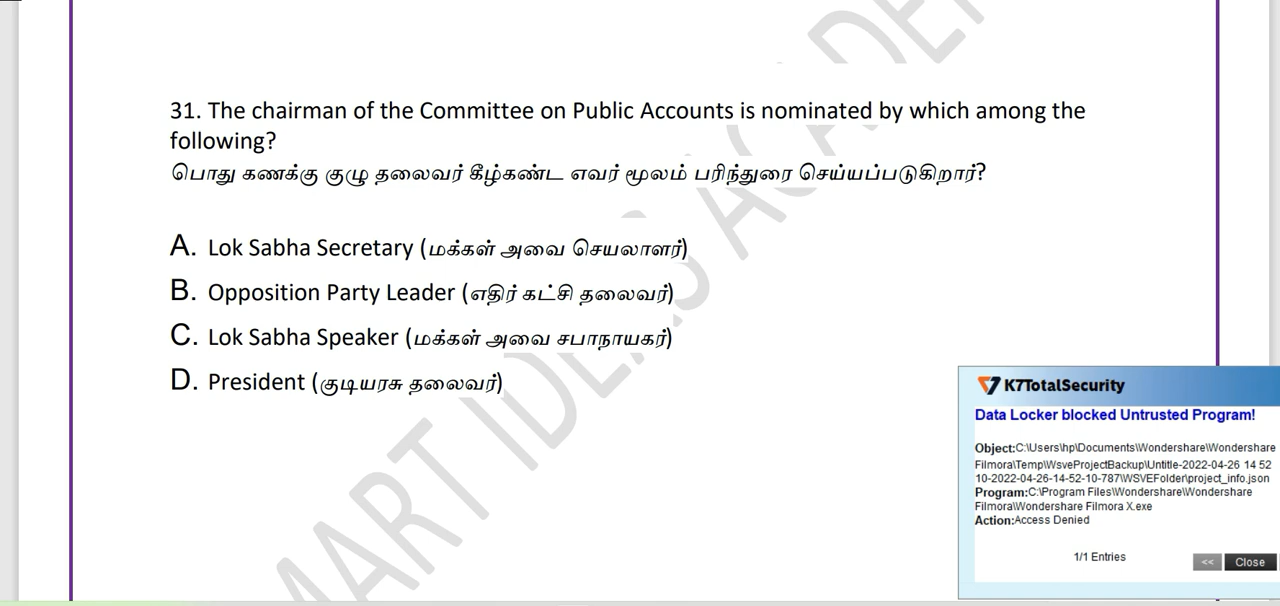 31. The chairman of the Committee on Public Accounts is nominated by which among the
following?
பொது கணக்கு குழு தலைவர் கீழ்கண்ட எவர் மூலம் பரிந்துரை செய்யப்படுகிறார்?
A. Lok Sabha Secretary (மக்கள் அவை செயலாளர்)
B. Opposition Party Leader (எதிர் கட்சி தலைவர்)
C. Lok Sabha Speaker (மக்கள் அவை சபாநாயகர்)
D. President (குடியரசு தலைவர்)
K7TotalSecurity
Data Locker blocked Untrusted Program!
Object:C:\Users\hp\Documents\Wondershare\Wondershare
Filmora\Temp\WsveProjectBackup\Untitle-2022-04-26 14 52
10-2022-04-26-14-52-10-787\WSVEFolder\project_info.json
Program:C:\Program Files\Wondershare\Wondershare
Filmora\Wondershare Filmora X.exe
Action:Access Denied
1/1 Entries
<< Close